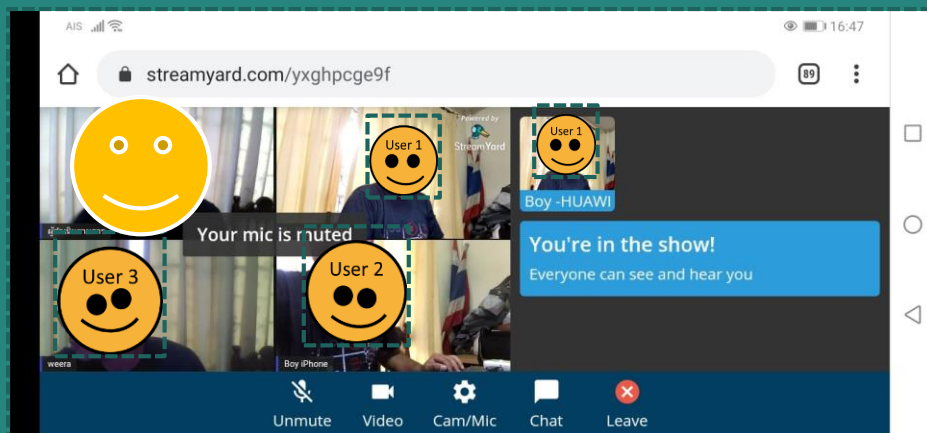 AIS
16:47
streamyard.com/yxghpcge9f
89
User 1
Powered by
StreamYard
User 1
Boy -HUAWI
Your mic is muted
You're in the show!
Everyone can see and hear you
User 3
User 2
weera
Boy iPhone
Unmute
Video
Cam/Mic
Chat
Leave